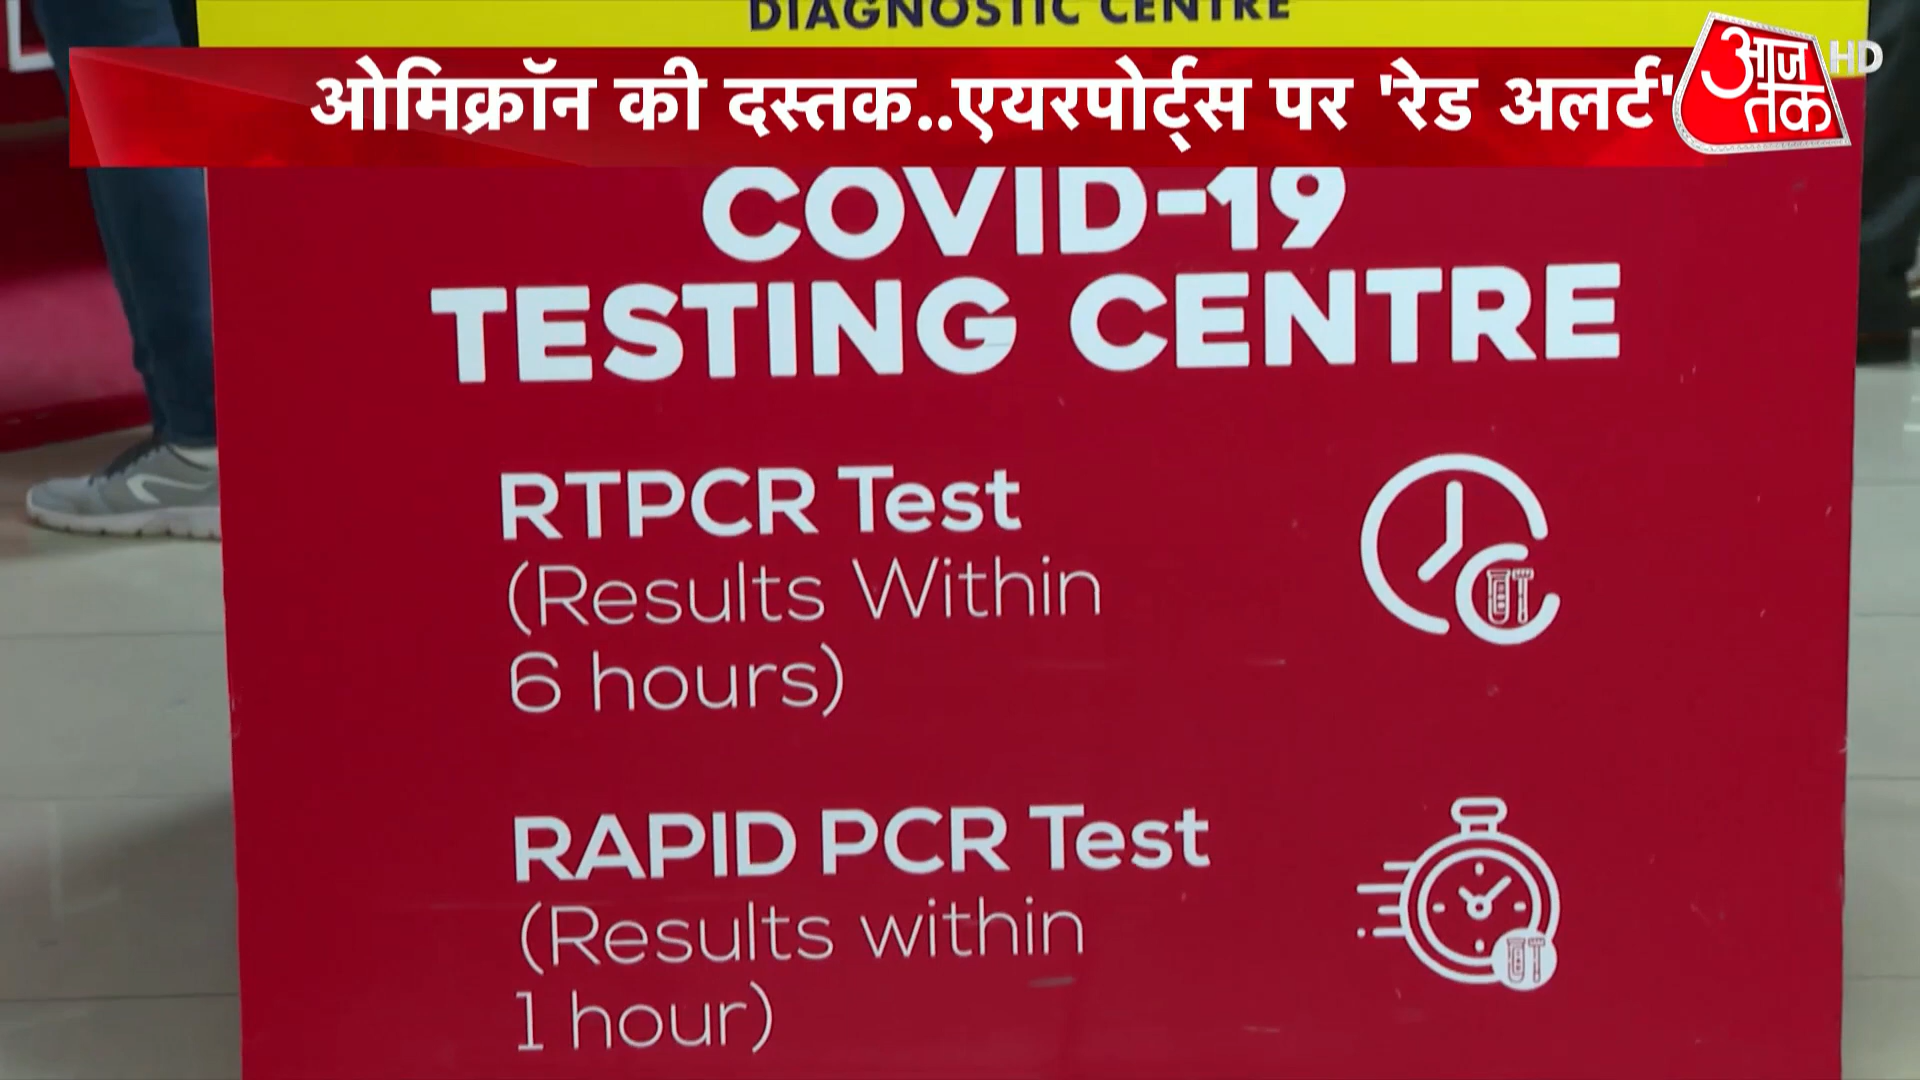 DIAGNOSTIC CENTRE
ओमिक्रॉन की दस्तक..एयरपोर्ट्स पर 'रेड अलर्ट'
आज
तक
HD
COVID-19
TESTING CENTRE
RTPCR Test
(Results Within
6 hours)
RAPID PCR Test
(Results within
1 hour)